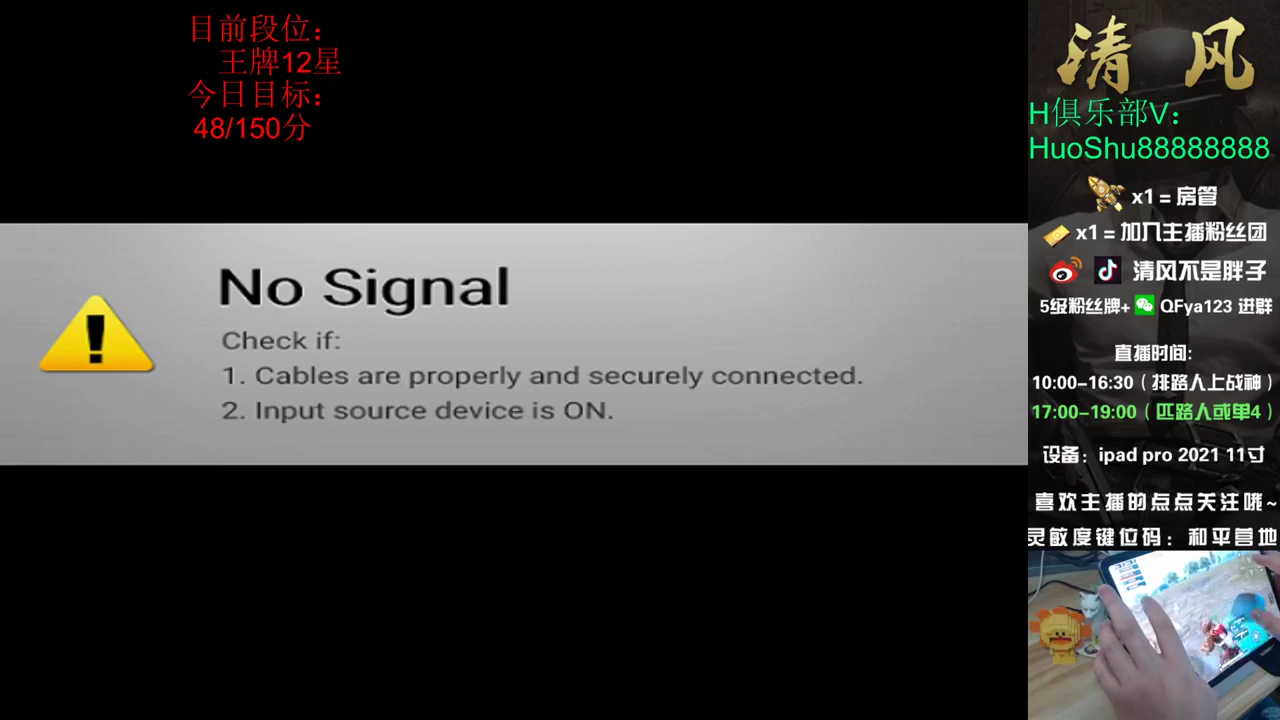 目前段位：
王牌12星
今日目标：
48/150分
No Signal
Check if:
1. Cables are properly and securely connected.
2. Input source device is ON.
清 风
H俱乐部V：
HuoShu88888888
x1 = 房管
x1 = 加入主播粉丝团
清风不是胖子
5级粉丝牌+ QFya123 进群
直播时间:
10:00-16:30（排路人上战神）
17:00-19:00（匹路人或单4）
设备：ipad pro 2021 11寸
喜欢主播的点点关注哦~
灵敏度键位码：和平营地